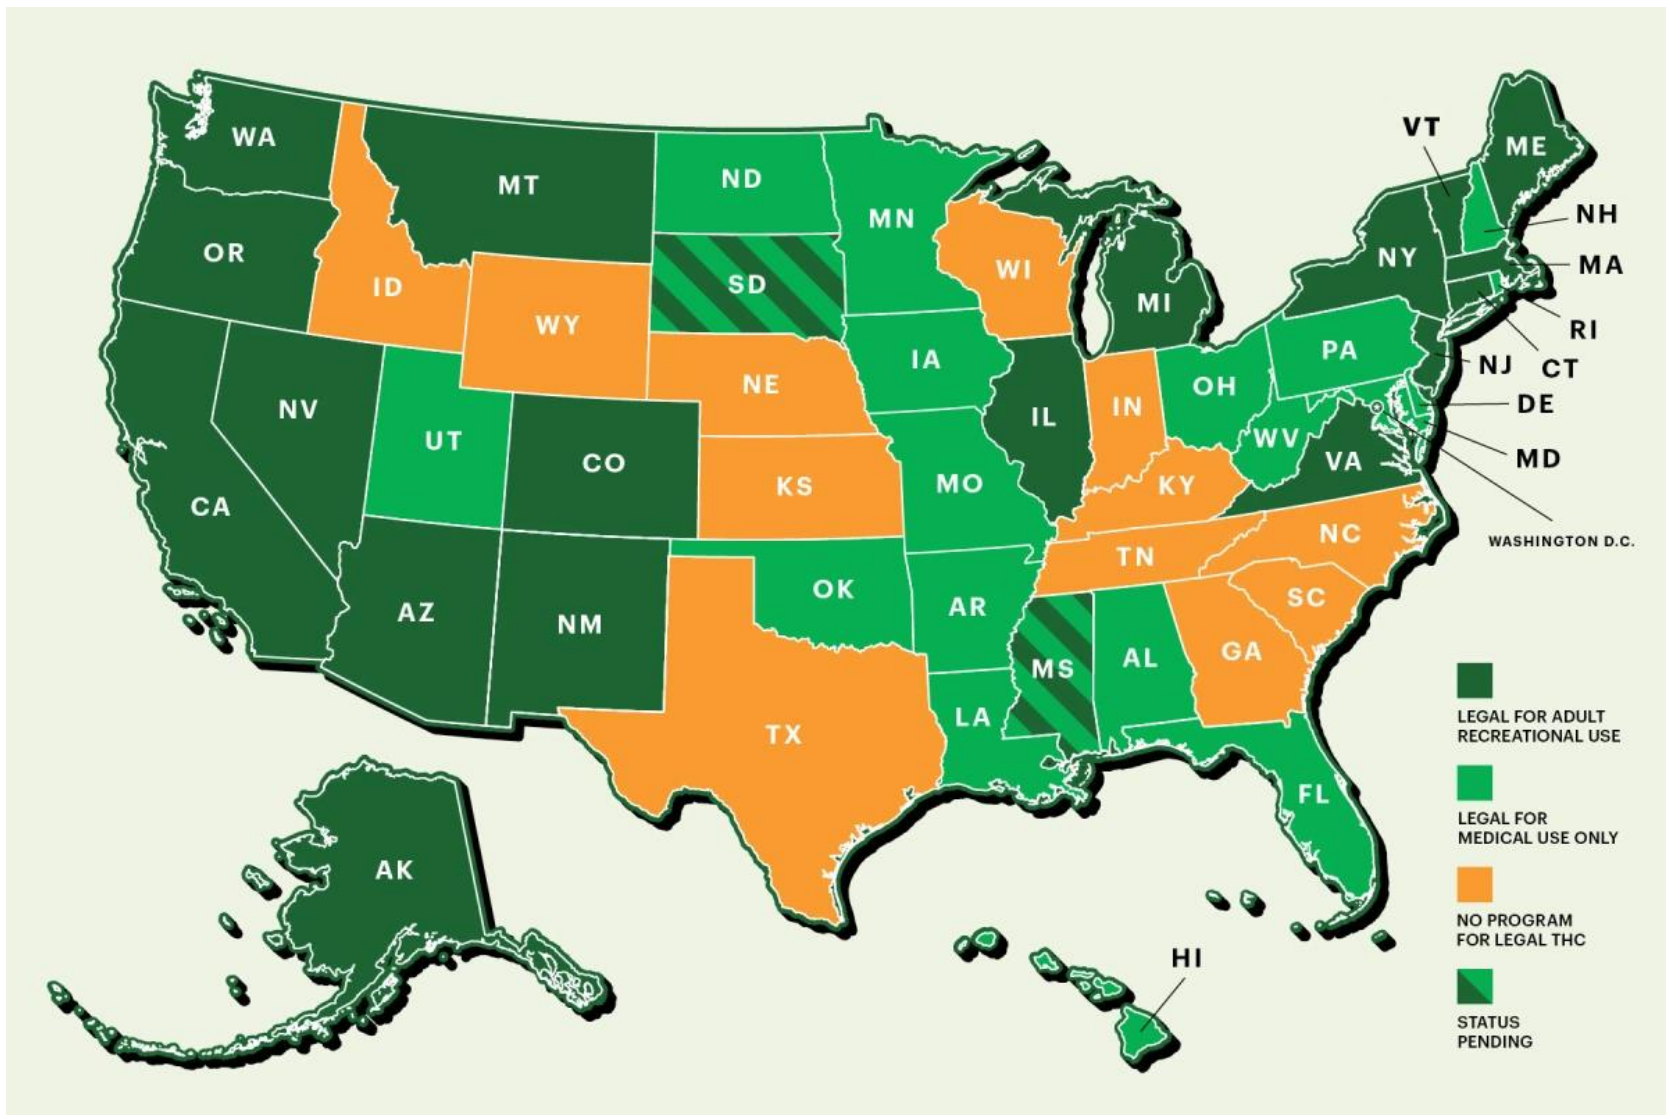 VT
ME
WA
MT
ND
MN
NH
OR
NY
MA
WI
SD
ID
MI
WY
RI
PA
IA
NJ
CT
NE
OH
DE
NV
IN
IL
UT
WV
MD
CO
VA
KS
KY
MO
CA
NC
WASHINGTON D.C.
TN
OK
SC
AR
AZ
NM
GA
AL
MS
LA
TX
LEGAL FOR ADULT
RECREATIONAL USE
FL
LEGAL FOR
MEDICAL USE ONLY
AK
NO PROGRAM
FOR LEGAL THC
HI
STATUS
PENDING